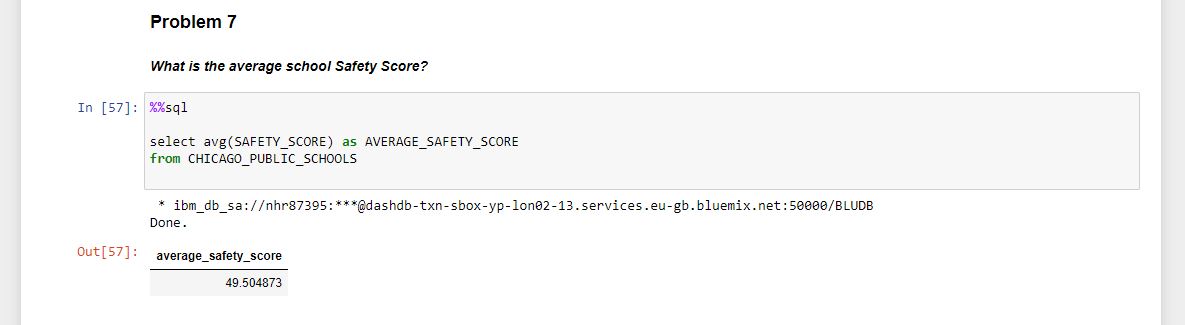 Problem 7
What is the average school Safety Score?
In [57]: %%sql
select avg(SAFETY_SCORE) as AVERAGE_SAFETY_SCORE
from CHICAGO_PUBLIC_SCHOOLS
* ibm_db_sa://nhr87395:***@dashdb-txn-sbox-yp-lon02-13.services.eu-gb.bluemix.net:50000/BLUDB
Done.
Out[57]: average_safety_score
49.504873